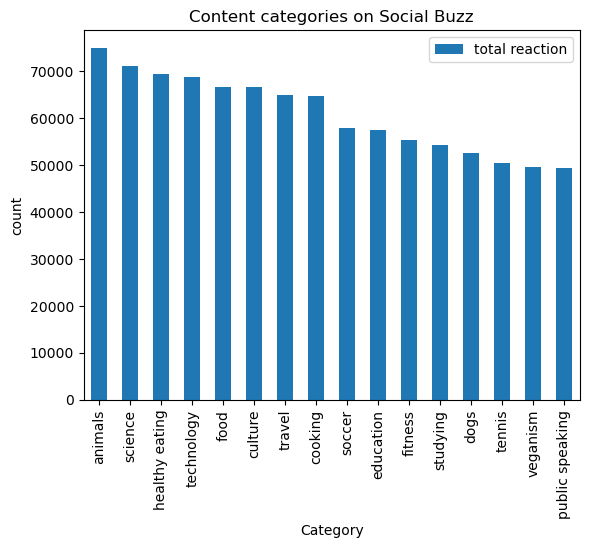 Content categories on Social Buzz
total reaction
70000
60000
50000
40000
30000
20000
10000
0
count
animals
science
healthy eating
technology
food
culture
travel
cooking
soccer
education
fitness
studying
dogs
tennis
veganism
public speaking
Category